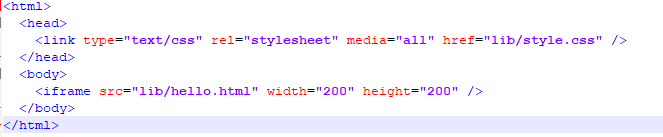 <html>
<head>
<link type="text/css" rel="stylesheet" media="all" href="lib/style.css" />
</head>
<body>
<iframe src="lib/hello.html" width="200" height="200" />
</body>
</html>